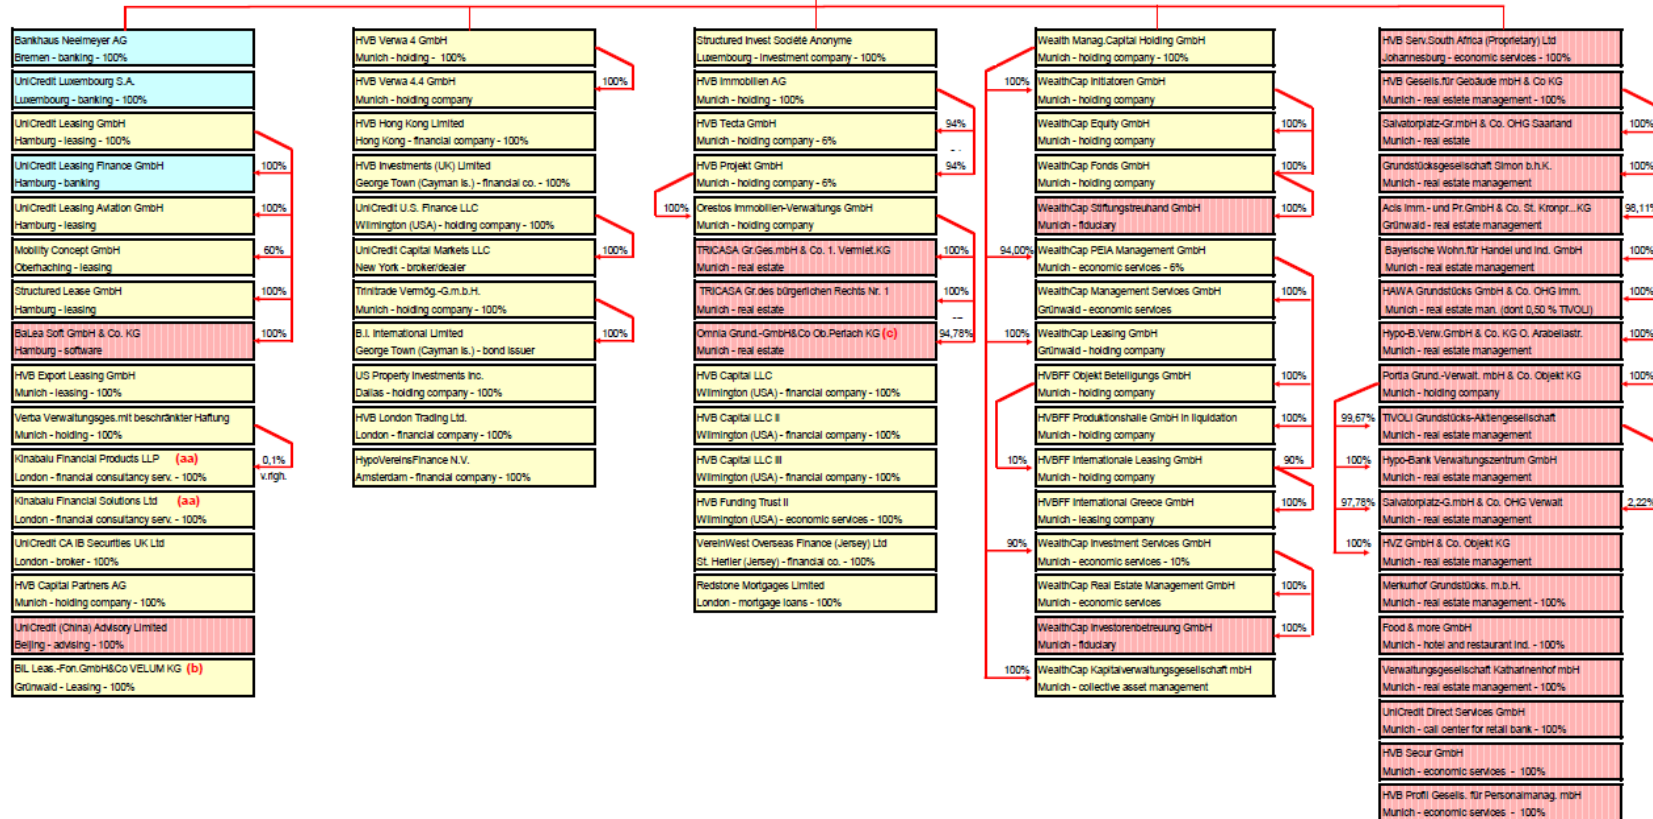 Bankhaus Neelmeyer AG
Bremen - banking - 100%
UniCredit Luxembourg S.A.
Luxembourg - banking - 100%
UniCredit Leasing GmbH
Hamburg - leasing - 100%
UniCredit Leasing Finance GmbH
Hamburg - banking
100%
UniCredit Leasing Aviation GmbH
Hamburg - leasing
100%
Mobility Concept GmbH
Oberhaching - leasing
60%
Structured Lease GmbH
Hamburg - leasing
100%
BaLea Soft GmbH & Co. KG
Hamburg - software
100%
HVB Export Leasing GmbH
Munich - leasing - 100%
Verba Verwaltungsges.mit beschränkter Haftung
Munich - holding - 100%
Kinabalu Financial Products LLP (aa)
London - financial consultancy serv. - 100%
0,1%
v.righ.
Kinabalu Financial Solutions Ltd (aa)
London - financial consultancy serv. - 100%
UniCredit CA IB Securities UK Ltd
London - broker - 100%
HVB Capital Partners AG
Munich - holding company - 100%
UniCredit (China) Advisory Limited
Beijing - advising - 100%
BIL Leas.-Fon.GmbH&Co VELUM KG (b)
Grünwald - Leasing - 100%
HVB Verwa 4 GmbH
Munich - holding - 100%
HVB Verwa 4.4 GmbH
Munich - holding company
100%
HVB Hong Kong Limited
Hong Kong - financial company - 100%
HVB Investments (UK) Limited
George Town (Cayman Is.) - financial co. - 100%
UniCredit U.S. Finance LLC
Wilmington (USA) - holding company - 100%
UniCredit Capital Markets LLC
New York - broker/dealer
100%
Trinitrade Vermög.-G.m.b.H.
Munich - holding company - 100%
B.I. International Limited
George Town (Cayman Is.) - bond issuer
100%
US Property Investments Inc.
Dallas - holding company - 100%
HVB London Trading Ltd.
London - financial company - 100%
HypoVereinsFinance N.V.
Amsterdam - financial company - 100%
Structured Invest Société Anonyme
Luxembourg - investment company - 100%
HVB Immobilien AG
Munich - holding - 100%
HVB Tecta GmbH
Munich - holding company - 6%
94%
HVB Projekt GmbH
Munich - holding company - 6%
94%
100%
Orestos Immobilien-Verwaltungs GmbH
Munich - holding company
TRICASA Gr.Ges.mbH & Co. 1. Vermiet.KG
Munich - real estate
100%
TRICASA Gr.des bürgerlichen Rechts Nr. 1
Munich - real estate
100%
Omnia Grund.-GmbH&Co Ob.Perlach KG (c)
Munich - real estate
94,78%
HVB Capital LLC
Wilmington (USA) - financial company - 100%
HVB Capital LLC II
Wilmington (USA) - financial company - 100%
HVB Capital LLC III
Wilmington (USA) - financial company - 100%
HVB Funding Trust II
Wilmington (USA) - economic services - 100%
VereinWest Overseas Finance (Jersey) Ltd
St. Helier (Jersey) - financial co. - 100%
Redstone Mortgages Limited
London - mortgage loans - 100%
Wealth Manag.Capital Holding GmbH
Munich - holding company - 100%
100%
WealthCap Initiatoren GmbH
Munich - holding company
WealthCap Equity GmbH
Munich - holding company
100%
WealthCap Fonds GmbH
Munich - holding company
100%
WealthCap Stiftungstreuhand GmbH
Munich - fiduciary
100%
94,00%
WealthCap PEIA Management GmbH
Munich - economic services - 6%
WealthCap Management Services GmbH
Grünwald - economic services
100%
100%
WealthCap Leasing GmbH
Grünwald - holding company
HVBFF Objekt Beteiligungs GmbH
Munich - holding company
100%
HVBFF Produktionshalle GmbH in liquidation
Munich - holding company
100%
10%
HVBFF Internationale Leasing GmbH
Munich - holding company
90%
HVBFF International Greece GmbH
Munich - leasing company
100%
90%
WealthCap Investment Services GmbH
Munich - economic services - 10%
WealthCap Real Estate Management GmbH
Munich - economic services
100%
WealthCap Investorenbetreuung GmbH
Munich - fiduciary
100%
100%
WealthCap Kapitalverwaltungsgesellschaft mbH
Munich - collective asset management
HVB Serv.South Africa (Proprietary) Ltd
Johannesburg - economic services - 100%
HVB Gesells.für Gebäude mbH & Co KG
Munich - real estete management - 100%
Salvatorplatz-Gr.mbH & Co. OHG Saarland
Munich - real estate
100%
Grundstücksgesellschaft Simon b.h.K.
Munich - real estate management
100%
Acis Imm.- und Pr.GmbH & Co. St. Kronpr...KG
Grünwald - real estate management
98,11%
Bayerische Wohn.für Handel und Ind. GmbH
Munich - real estate management
100%
HAWA Grundstücks GmbH & Co. OHG Imm.
Munich - real estate man. (dont 0,50 % TIVOLI)
100%
Hypo-B.Verw.GmbH & Co. KG O. Arabellastr.
Munich - real estate management
100%
Portia Grund.-Verwalt. mbH & Co. Objekt KG
Munich - holding company
100%
99,67%
TIVOLI Grundstücks-Aktiengesellschaft
Munich - real estate management
100%
Hypo-Bank Verwaltungszentrum GmbH
Munich - real estate management
97,78%
Salvatorplatz-G.mbH & Co. OHG Verwalt
Munich - real estate management
2,22%
100%
HVZ GmbH & Co. Objekt KG
Munich - real estate management
Merkurhof Grundstücks. m.b.H.
Munich - real estate management - 100%
Food & more GmbH
Munich - hotel and restaurant ind. - 100%
Verwaltungsgesellschaft Katharinenhof mbH
Munich - real estate management - 100%
UniCredit Direct Services GmbH
Munich - call center for retail bank - 100%
HVB Secur GmbH
Munich - economic services - 100%
HVB Profil Gesells. für Personalmanag. mbH
Munich - economic services - 100%